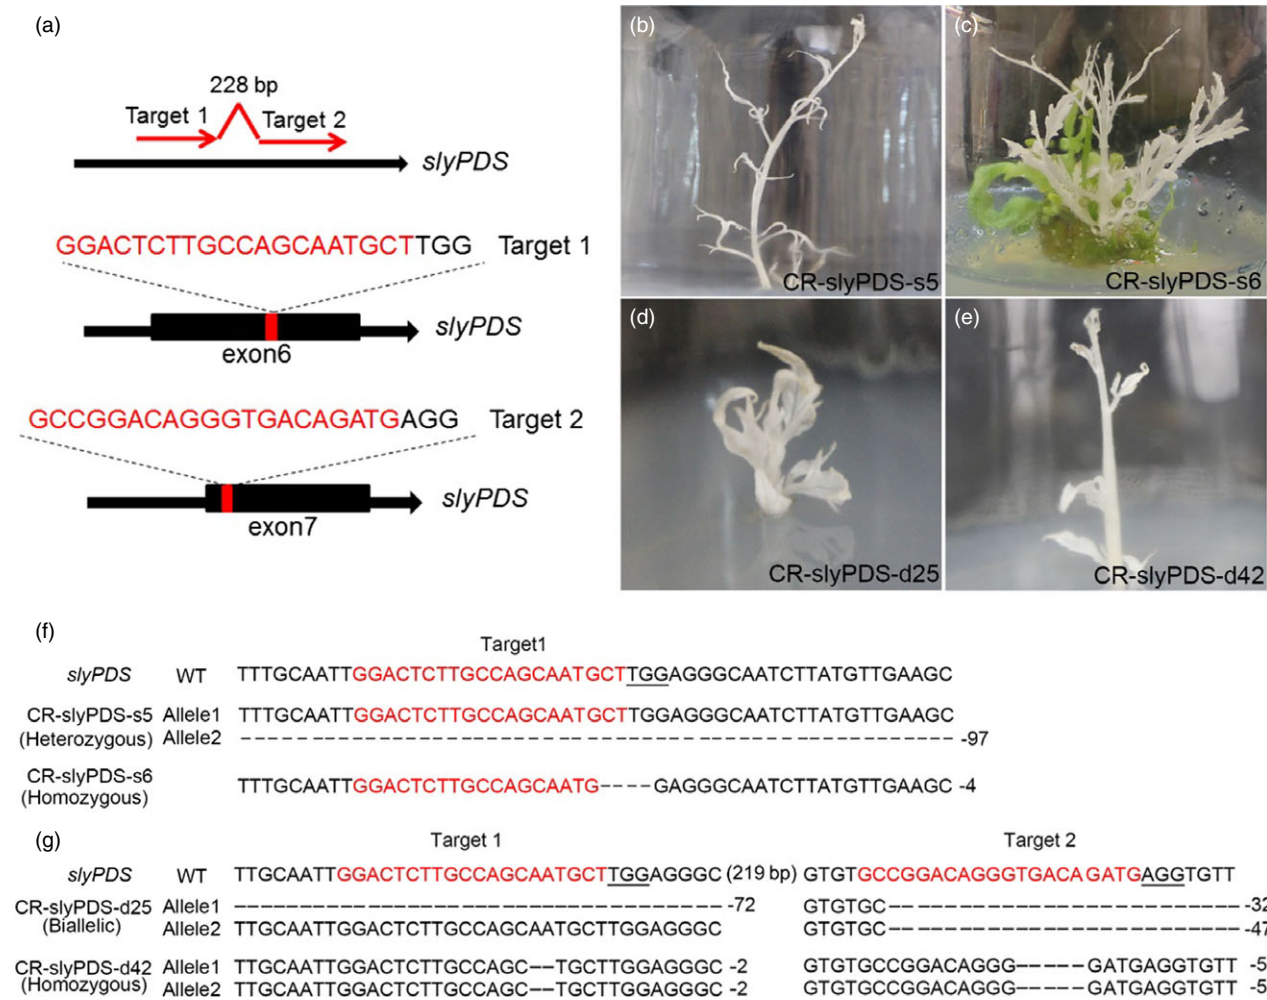 (a)
228 bp
Target 1
Target 2
slyPDS
GGACTCTTGCCAGCAATGCTTGG Target 1
slyPDS
exon6
GCCGGACAGGGTGACAGATGAGG Target 2
slyPDS
exon7
(b)
CR-slyPDS-s5
(c)
CR-slyPDS-s6
(d)
CR-slyPDS-d25
(e)
CR-slyPDS-d42
(f)
Target1
slyPDS WT TTTGCAATTGGACTCTTGCCAGCAATGCTTGGAGGGCAATCTTATGTTGAAGC
CR-slyPDS-s5 Allele1 TTTGCAATTGGACTCTTGCCAGCAATGCTTGGAGGGCAATCTTATGTTGAAGC
(Heterozygous) Allele2 -----------------------------------------------------97
CR-slyPDS-s6
(Homozygous)
TTTGCAATTGGACTCTTGCCAGCAATG----GAGGGCAATCTTATGTTGAAGC -4
(g)
Target 1 Target 2
slyPDS WT TTGCAATTGGACTCTTGCCAGCAATGCTTGGAGGGC (219 bp) GTGTGCCGGACAGGGTGACAGATGAGGTGTT
CR-slyPDS-d25 Allele1 ------------------------------------ -72 GTGTGC------------------------- -32
(Biallelic) Allele2 TTGCAATTGGACTCTTGCCAGCAATGCTTGGAGGGC GTGTGC------------------------- -47
CR-slyPDS-d42 Allele1 TTGCAATTGGACTCTTGCCAGC--TGCTTGGAGGGC -2 GTGTGCCGGACAGGG-----GATGAGGTGTT -5
(Homozygous) Allele2 TTGCAATTGGACTCTTGCCAGC--TGCTTGGAGGGC -2 GTGTGCCGGACAGGG-----GATGAGGTGTT -5